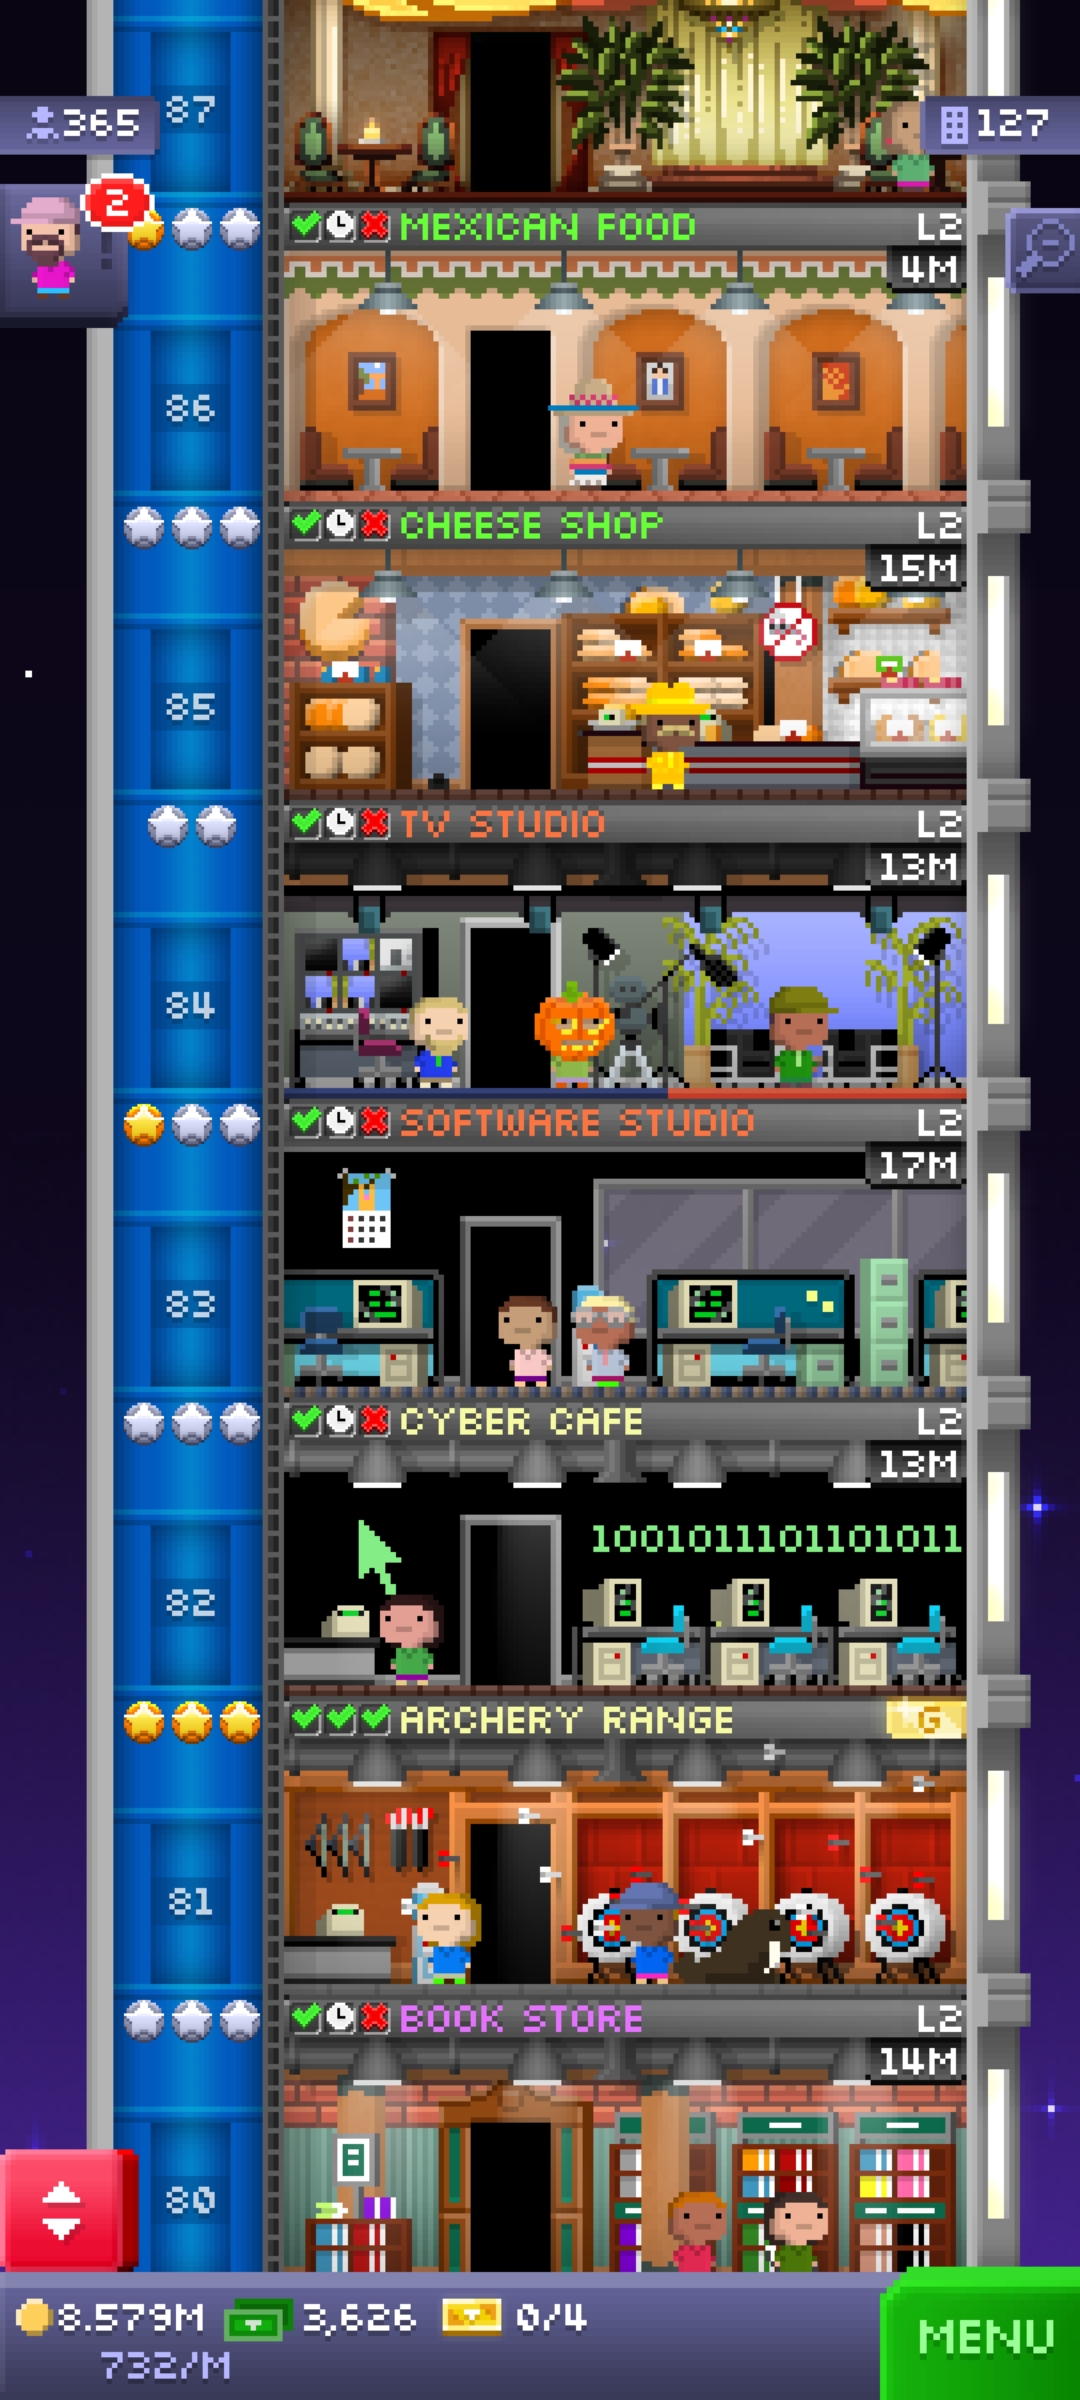 87
365
127
2
MEXICAN FOOD L2
4M
86
CHEESE SHOP L2
15M
85
TV STUDIO L2
13M
84
SOFTWARE STUDIO L2
17M
83
CYBER CAFE L2
13M
1001011101101011
82
ARCHERY RANGE G
81
BOOK STORE L2
14M
8
80
8.579M 3,626 0/4
732/M
MENU